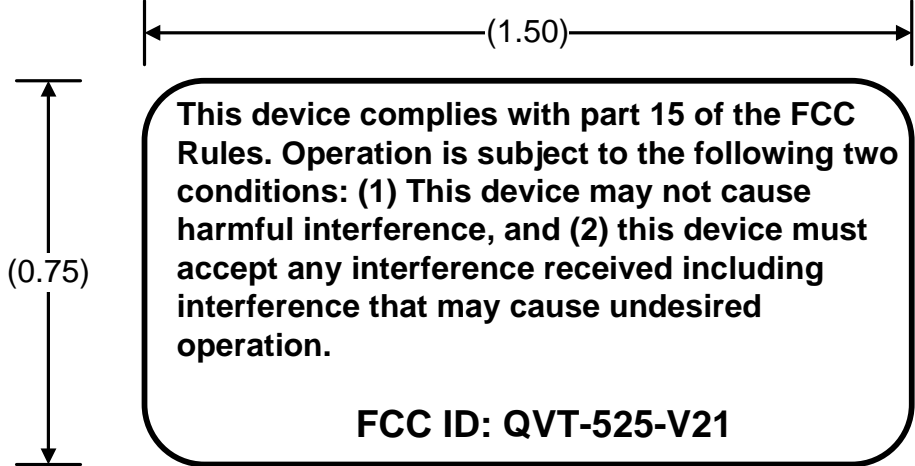 (1.50)
This device complies with part 15 of the FCC
Rules. Operation is subject to the following two
conditions: (1) This device may not cause
harmful interference, and (2) this device must
accept any interference received including
interference that may cause undesired
operation.
(0.75)
FCC ID: QVT-525-V21